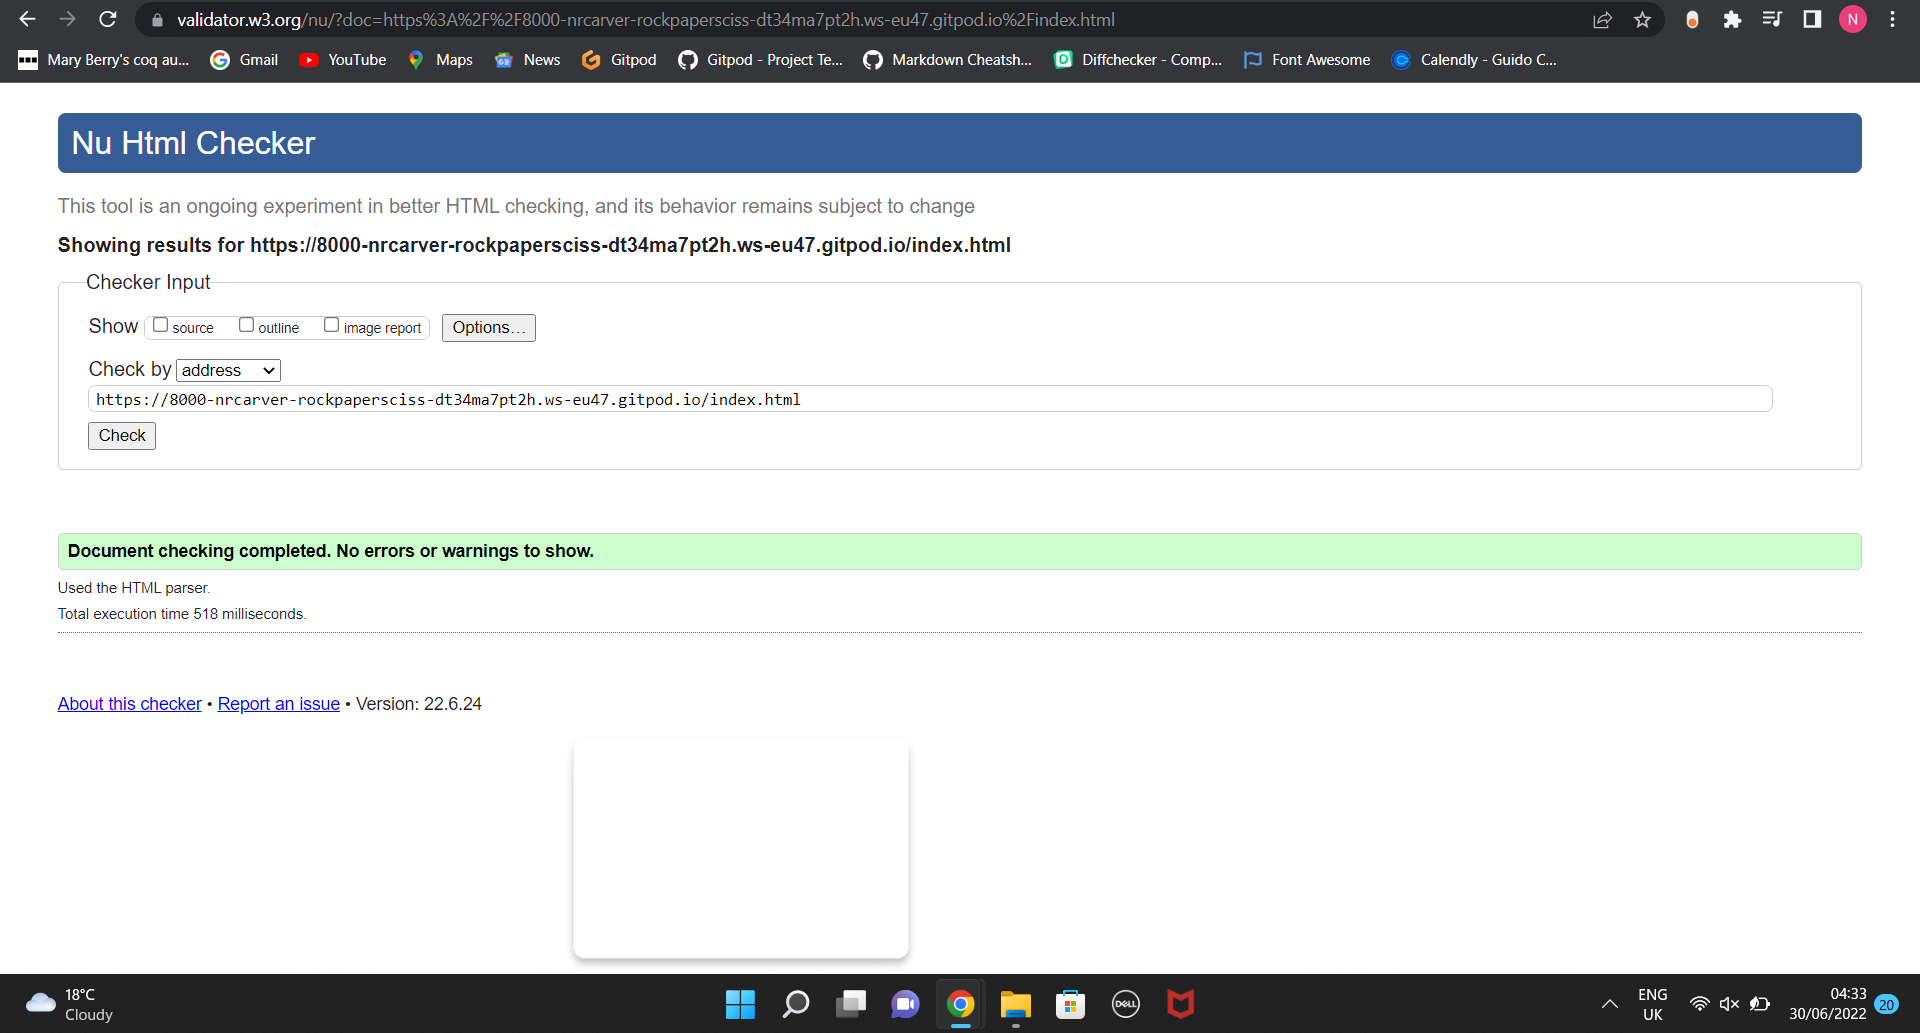 validator.w3.org/nu/?doc=https%3A%2F%2F8000-nrcarver-rockpapersciss-dt34ma7pt2h.ws-eu47.gitpod.io%2Findex.html
N
Mary Berry's coq au... Gmail YouTube Maps News Gitpod Gitpod - Project Te... Markdown Cheatsh... Diffchecker - Comp... Font Awesome Calendly - Guido C...
Nu Html Checker
This tool is an ongoing experiment in better HTML checking, and its behavior remains subject to change
Showing results for https://8000-nrcarver-rockpapersciss-dt34ma7pt2h.ws-eu47.gitpod.io/index.html
Checker Input
Show source outline image report Options...
Check by address
https://8000-nrcarver-rockpapersciss-dt34ma7pt2h.ws-eu47.gitpod.io/index.html
Check
Document checking completed. No errors or warnings to show.
Used the HTML parser.
Total execution time 518 milliseconds.
About this checker • Report an issue • Version: 22.6.24
18°C
Cloudy
DELL
ENG
UK
04:33
30/06/2022
20